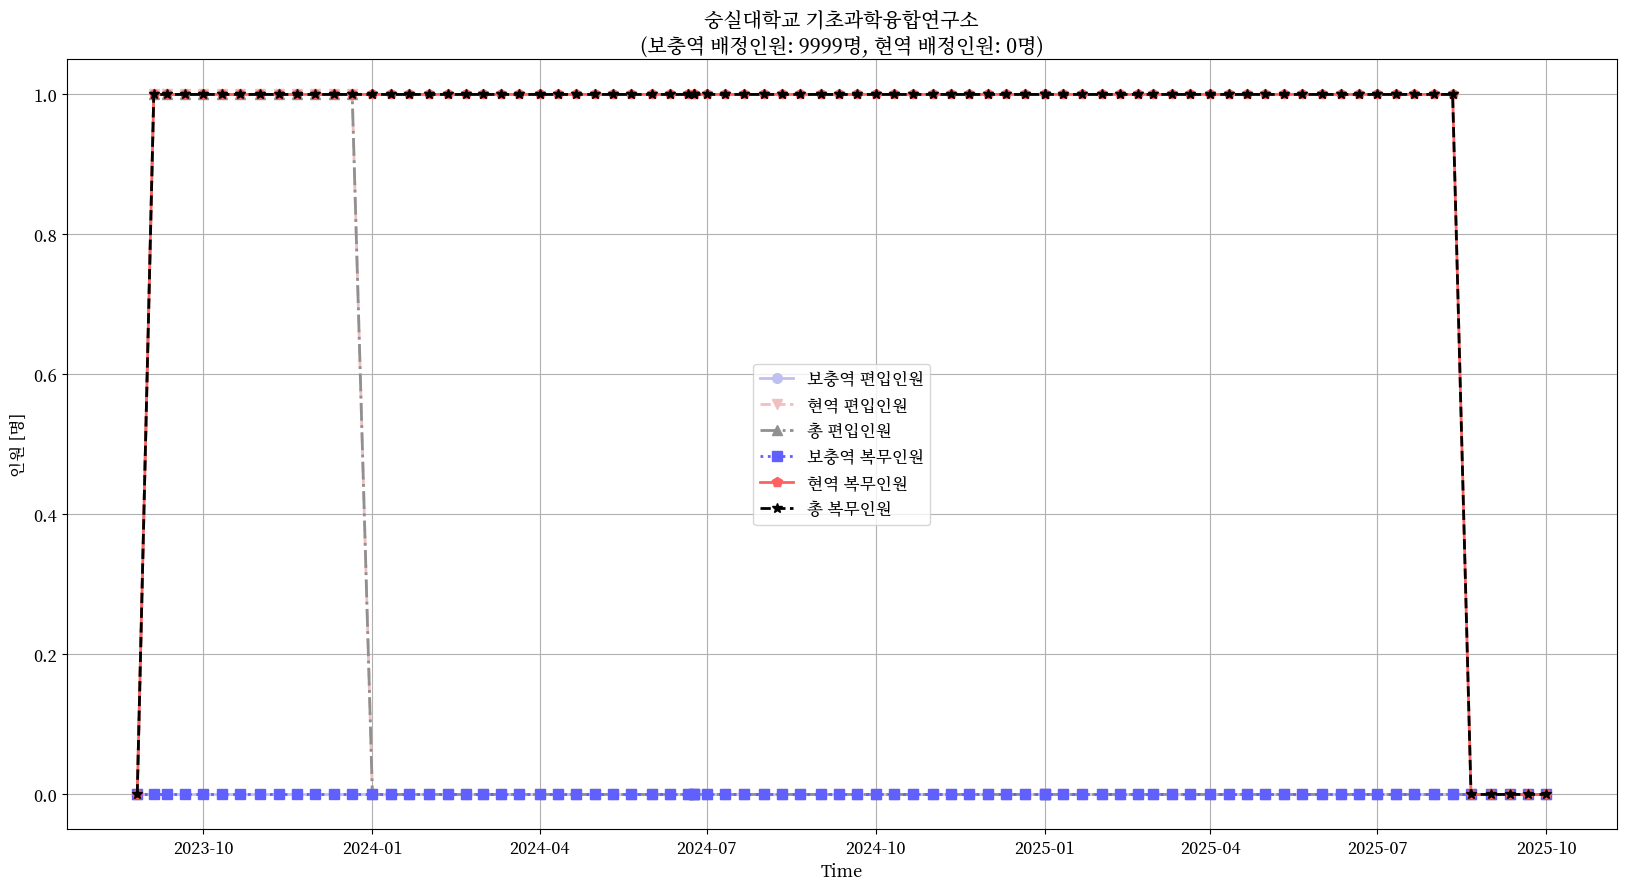 숭실대학교 기초과학융합연구소
(보충역 배정인원: 9999명, 현역 배정인원: 0명)
1.0
0.8
0.6
0.4
0.2
0.0
인원 [명]
보충역 편입인원
현역 편입인원
총 편입인원
보충역 복무인원
현역 복무인원
총 복무인원
2023-10
2024-01
2024-04
2024-07
2024-10
2025-01
2025-04
2025-07
2025-10
Time